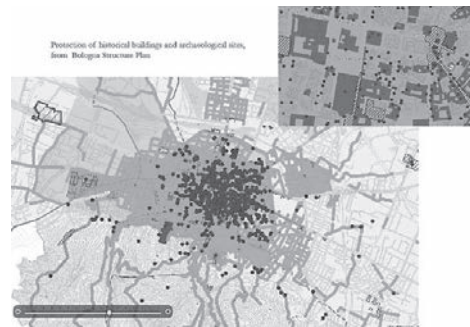 Protection of historical buildings and archaeological sites,
from Bologna Structure Plan